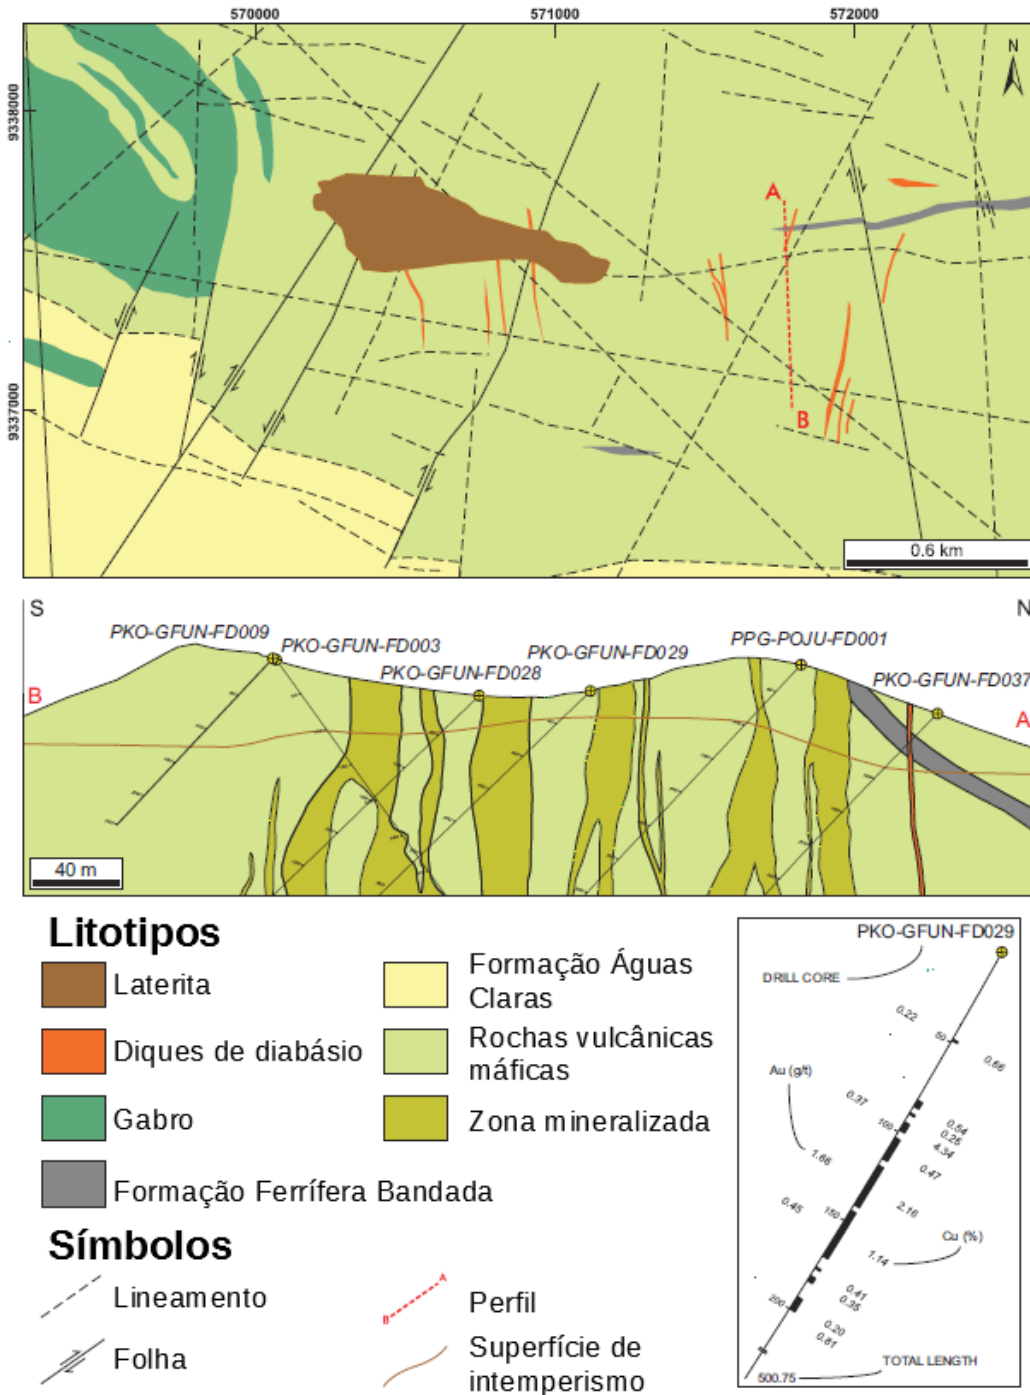 570000
571000
572000
9338000
9337000
N
A
B
0.6 km
S
N
PKO-GFUN-FD009
PKO-GFUN-FD003
PKO-GFUN-FD028
PKO-GFUN-FD029
PPG-POJU-FD001
PKO-GFUN-FD037
B
A
40 m
Litotipos
Laterita
Diques de diabásio
Gabro
Formação Ferrífera Bandada
Formação Águas
Claras
Rochas vulcânicas
máficas
Zona mineralizada
Símbolos
Lineamento
Folha
A
B
Perfil
Superfície de
intemperismo
PKO-GFUN-FD029
DRILL CORE
0.22
50
0.66
Au (g/t)
0.37
100
0.54
0.25
4.34
1.66
0.47
0.45
150
2.16
Cu (%)
1.14
200
0.41
0.35
0.20
0.81
TOTAL LENGTH
500.75